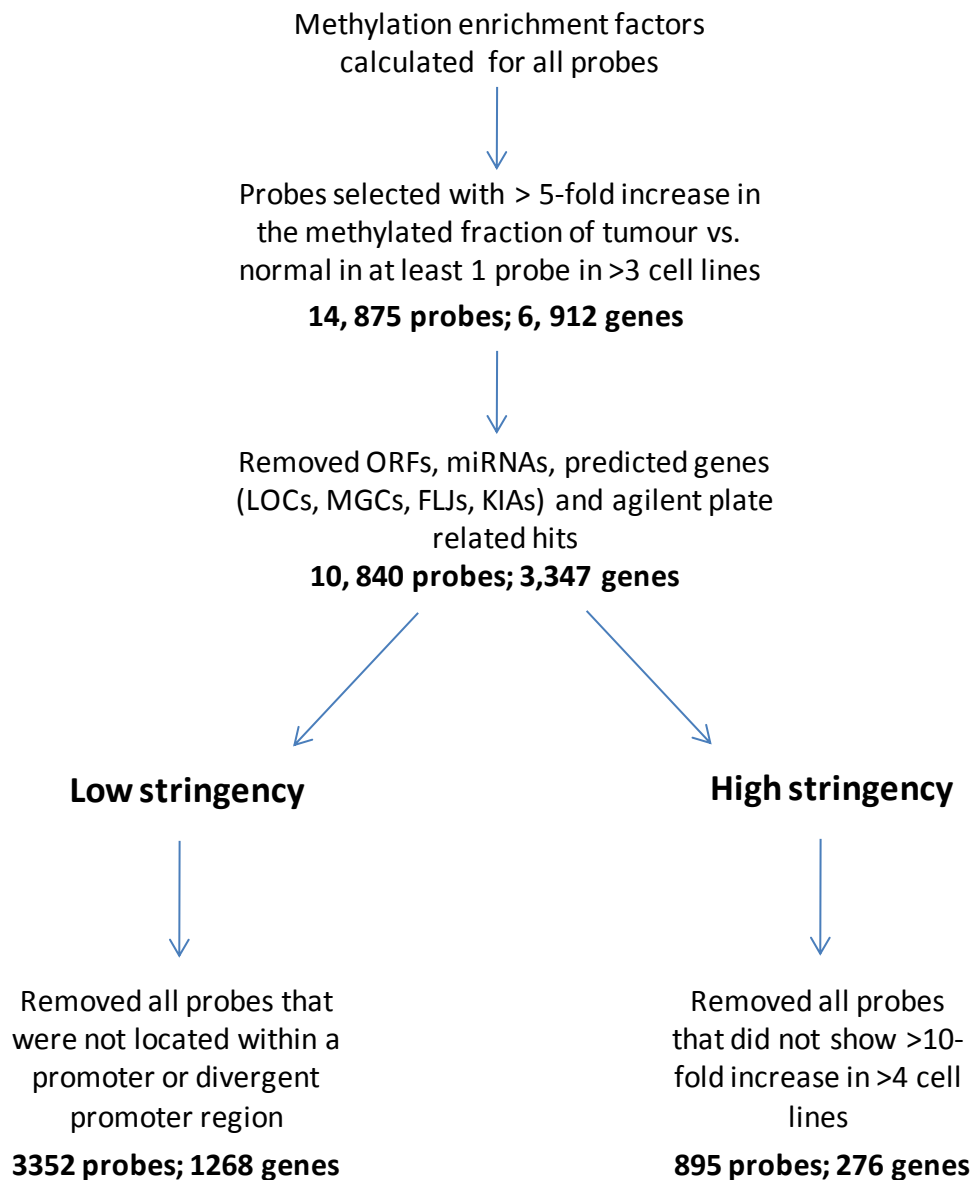 Methylation enrichment factors
calculated for all probes
Probes selected with > 5-fold increase in
the methylated fraction of tumour vs.
normal in at least 1 probe in >3 cell lines
14, 875 probes; 6, 912 genes
Removed ORFs, miRNAs, predicted genes
(LOCs, MGCs, FLJs, KIAs) and agilent plate
related hits
10, 840 probes; 3,347 genes
Low stringency
Removed all probes that
were not located within a
promoter or divergent
promoter region
3352 probes; 1268 genes
High stringency
Removed all probes
that did not show >10-
fold increase in >4 cell
lines
895 probes; 276 genes